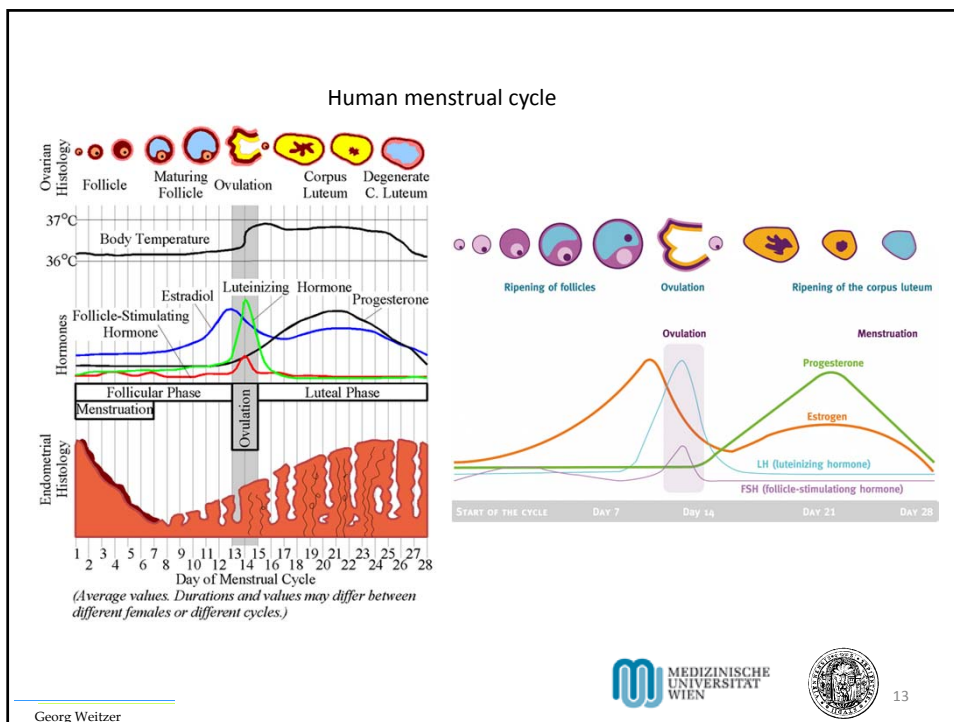 Human menstrual cycle
Ovarian
Histology
Follicle
Maturing
Follicle
Ovulation
Corpus
Luteum
Degenerate
C. Luteum
37°C
Body Temperature
36°C
Hormones
Luteinizing Hormone
Estradiol
Progesterone
Follicle-Stimulating
Hormone
Follicular Phase
Luteal Phase
Menstruation
Ovulation
Endometrial
Histology
1 3 5 7 9 11 13 15 17 19 21 23 25 27
2 4 6 8 10 12 14 16 18 20 22 24 26 28
Day of Menstrual Cycle
(Average values. Durations and values may differ between
different females or different cycles.)
Ripening of follicles
Ovulation
Ripening of the corpus luteum
Ovulation
Menstruation
Progesterone
Estrogen
LH (luteinizing hormone)
FSH (follicle-stimulationg hormone)
START OF THE CYCLE DAY 7 DAY 14 DAY 21 DAY 28
MEDIZINISCHE
UNIVERSITÄT
WIEN
13
Georg Weitzer